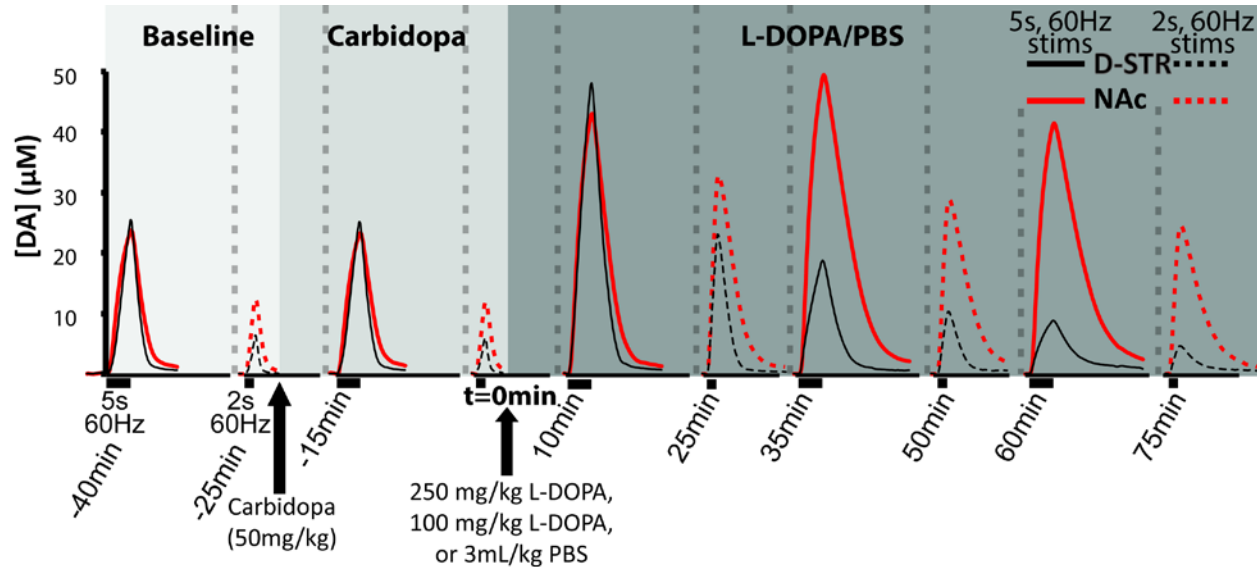 Baseline
Carbidopa
L-DOPA/PBS
5s, 60Hz
stims
2s, 60Hz
stims
D-STR
NAc
[DA] (μM)
50
40
30
20
10
5s
60Hz
2s
60Hz
t=0min
-40min
-25min
-15min
10min
25min
35min
50min
60min
75min
Carbidopa
(50mg/kg)
250 mg/kg L-DOPA,
100 mg/kg L-DOPA,
or 3mL/kg PBS